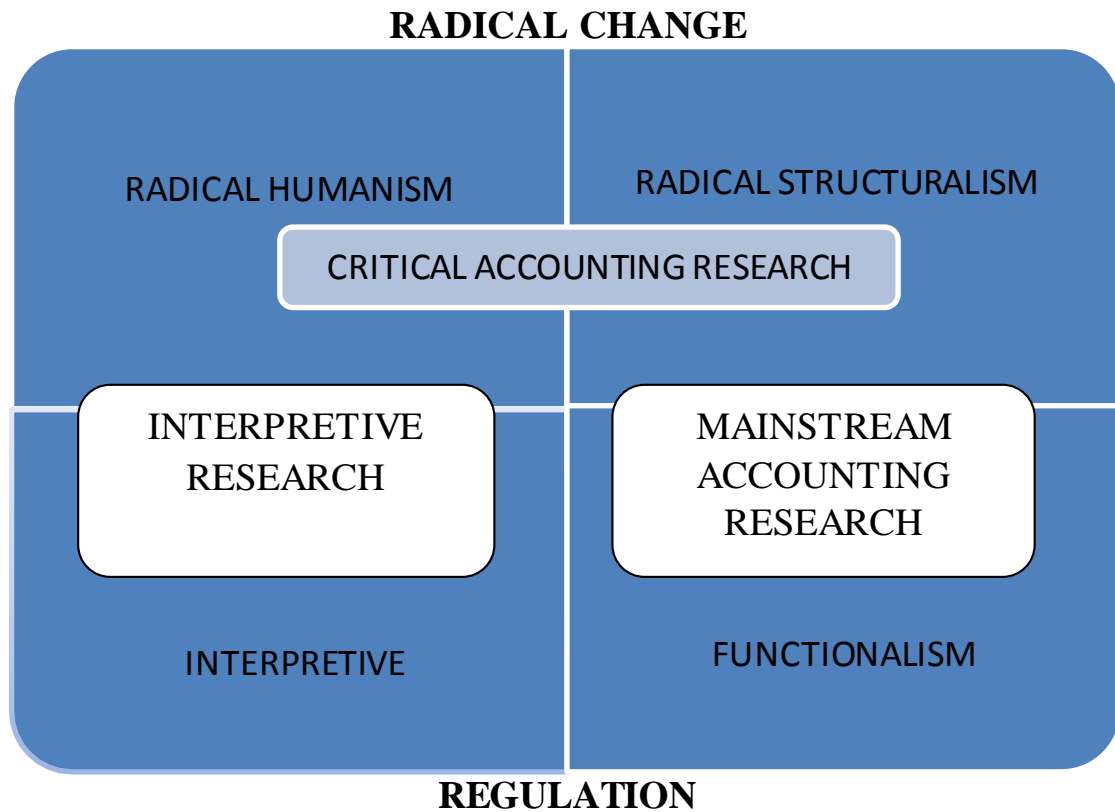 RADICAL CHANGE
RADICAL HUMANISM
RADICAL STRUCTURALISM
CRITICAL ACCOUNTING RESEARCH
INTERPRETIVE
RESEARCH
MAINSTREAM
ACCOUNTING
RESEARCH
INTERPRETIVE
FUNCTIONALISM
REGULATION